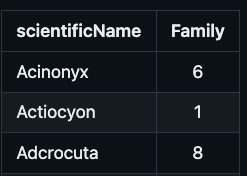 scientificName Family
Acinonyx 6
Actiocyon 1
Adcrocuta 8